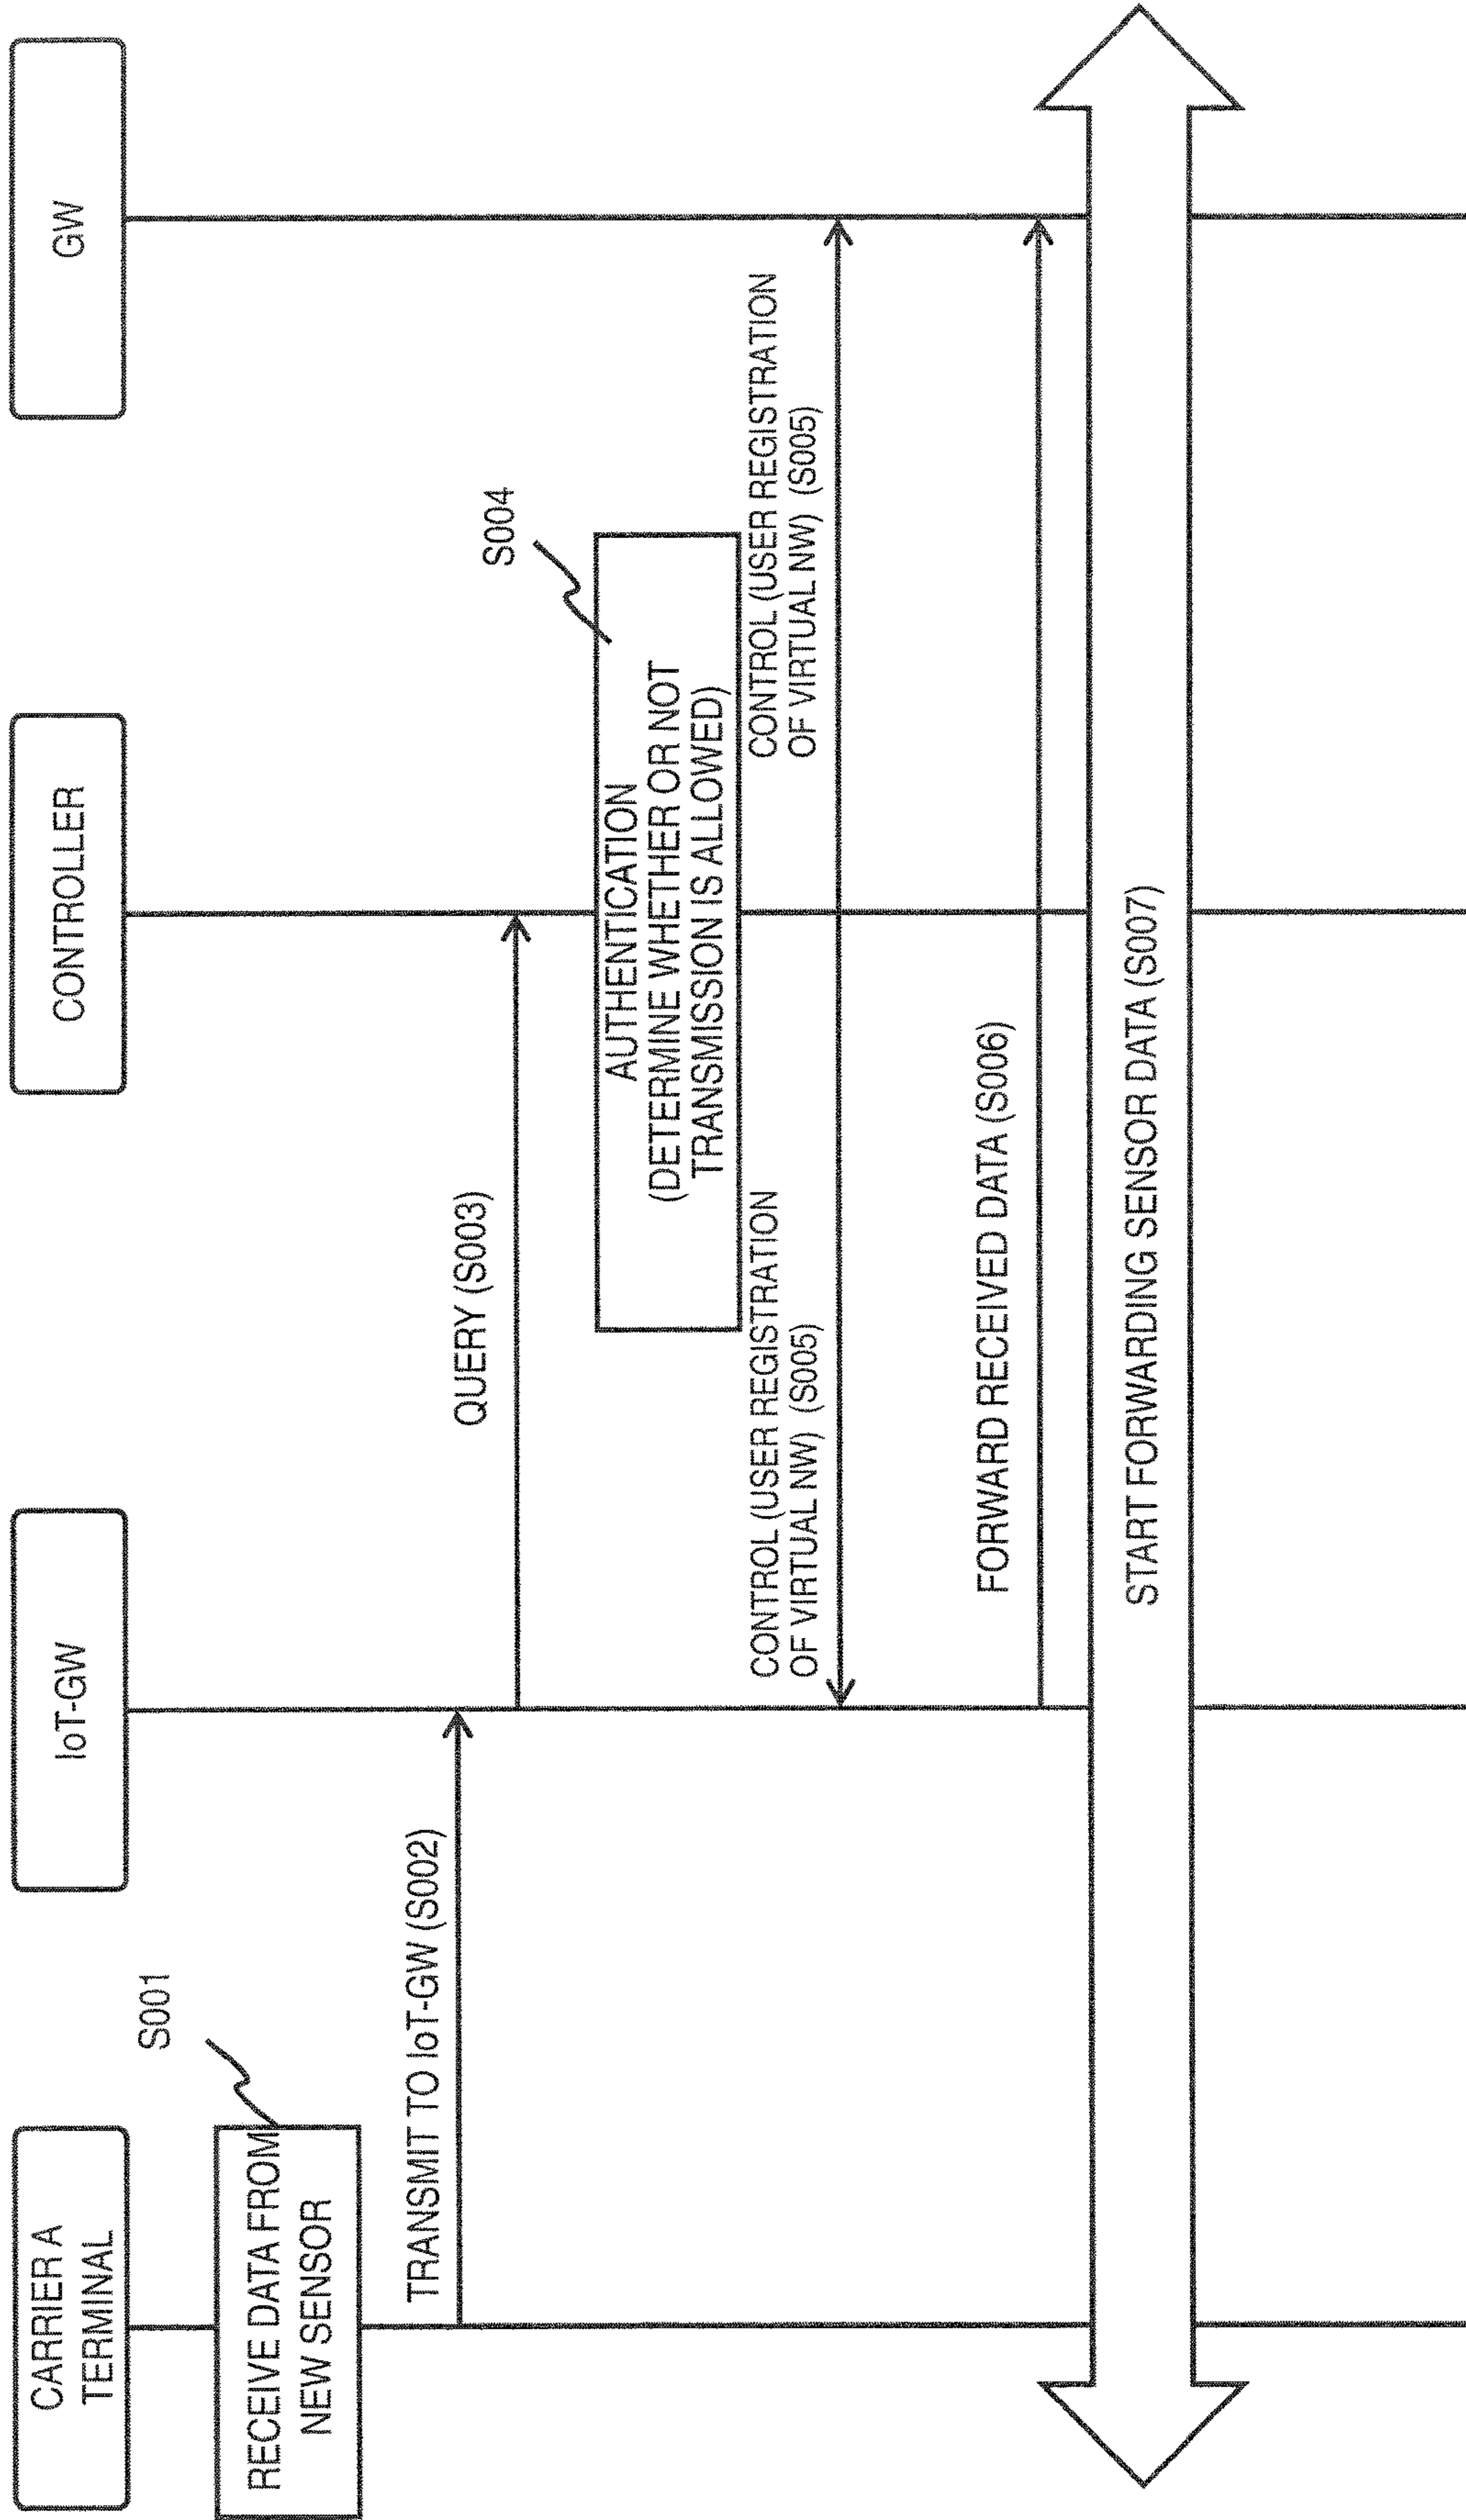 CARRIER A
TERMINAL
IoT-GW
CONTROLLER
GW
S001
RECEIVE DATA FROM
NEW SENSOR
TRANSMIT TO IoT-GW (S002)
QUERY (S003)
S004
AUTHENTICATION
(DETERMINE WHETHER OR NOT
TRANSMISSION IS ALLOWED)
CONTROL (USER REGISTRATION
OF VIRTUAL NW) (S005)
CONTROL (USER REGISTRATION
OF VIRTUAL NW) (S005)
FORWARD RECEIVED DATA (S006)
START FORWARDING SENSOR DATA (S007)